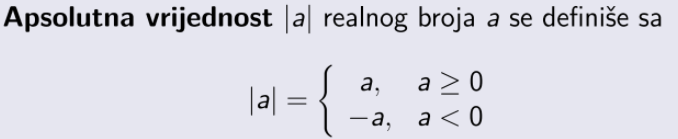 Apsolutna vrijednost |a| realnog broja a se definiše sa
|a| = { a, a ≥ 0
−a, a < 0